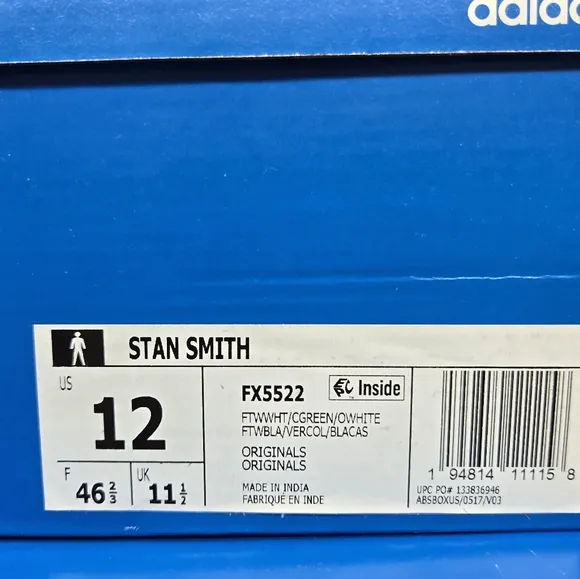 adidas
STAN SMITH
US
12
F
46 2/3
UK
11 1/2
FX5522
Inside
FTWWHT/CGREEN/OWHITE
FTWBLA/VERCOL/BLACAS
ORIGINALS
ORIGINALS
MADE IN INDIA
FABRIQUÉ EN INDE
1 94814 11115 8
UPC PO# 133836946
ABSBOXUS/0517/V03